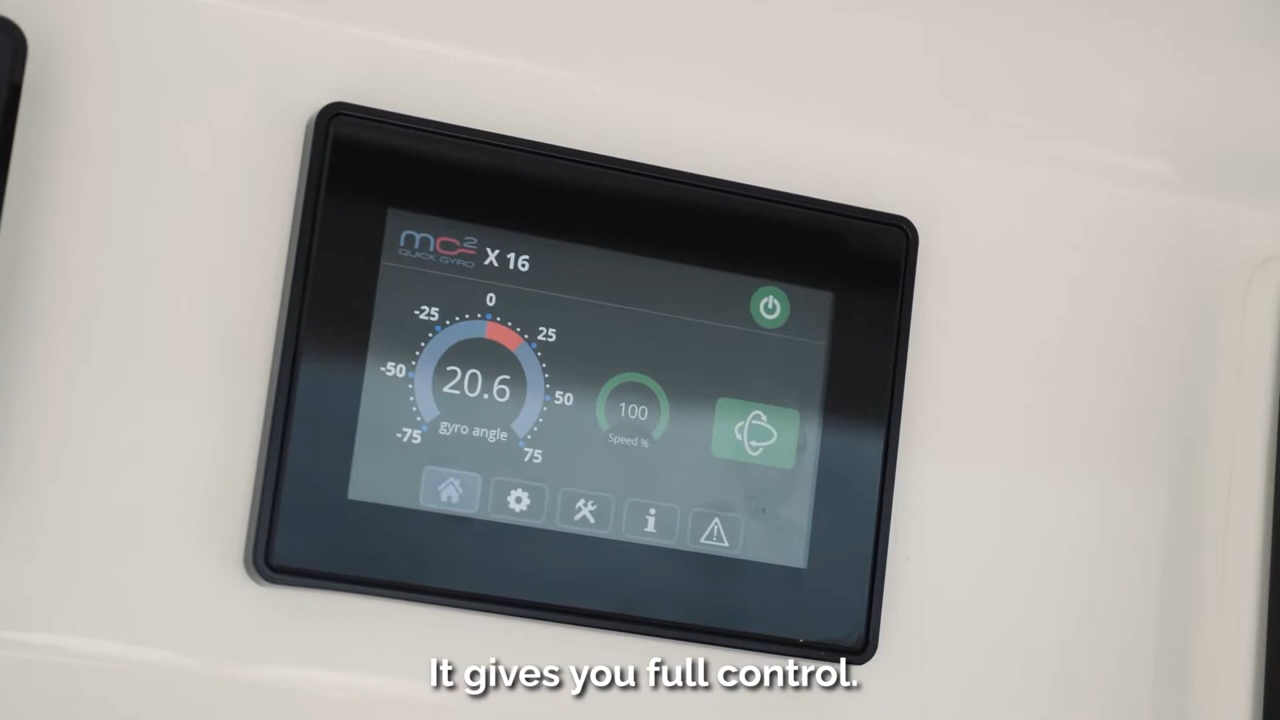 mc² X 16
QUICK GYRO
0
-25 25
-50 50
-75 75
20.6
gyro angle
100
Speed %
i
It gives you full control.